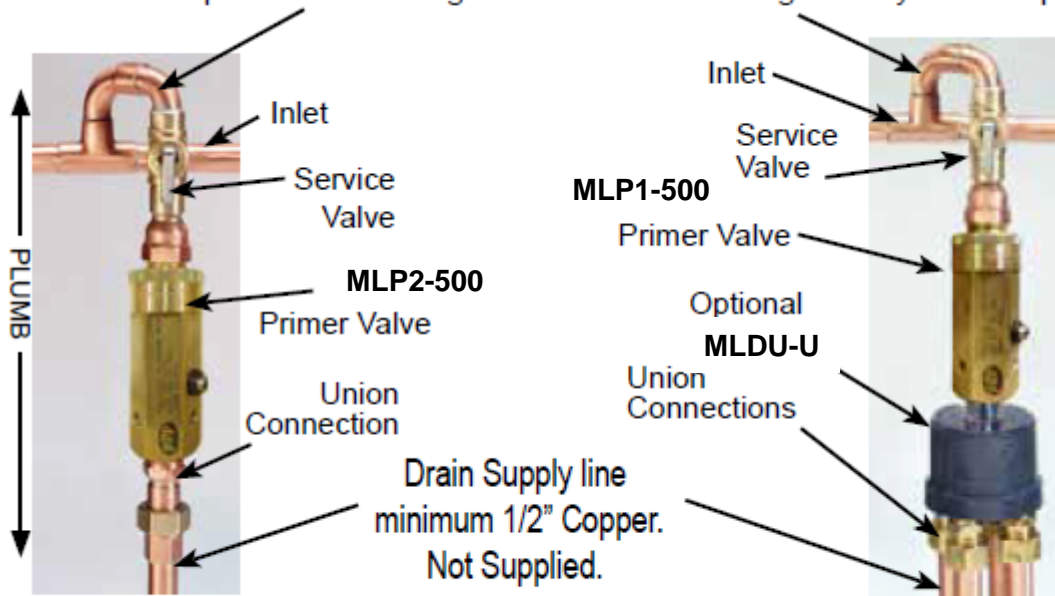 Inlet
Service
Valve
PLUMB
MLP2-500
Primer Valve
Union
Connection
Drain Supply line
minimum 1/2” Copper.
Not Supplied.
Inlet
Service
Valve
MLP1-500
Primer Valve
Optional
MLDU-U
Union
Connections